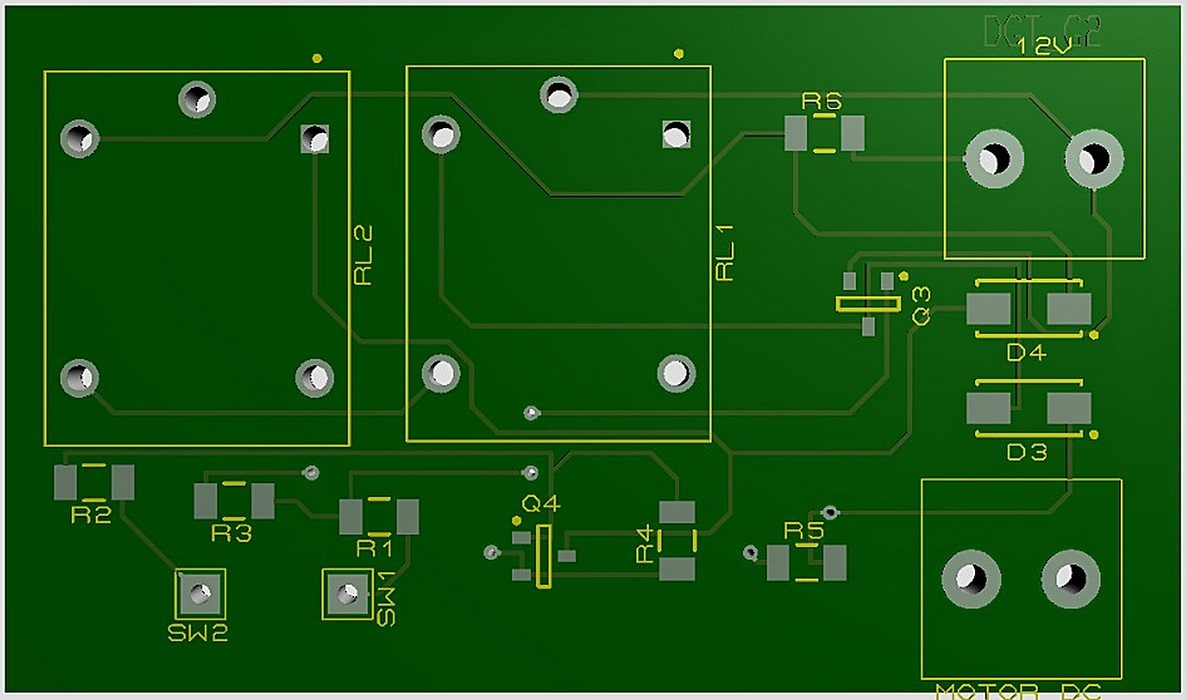 DCT G2
12V
R6
RL2
RL1
Q3
D4
D3
R2
R3
R1
Q4
R4
R5
SW1
SW2
MOTOR DC